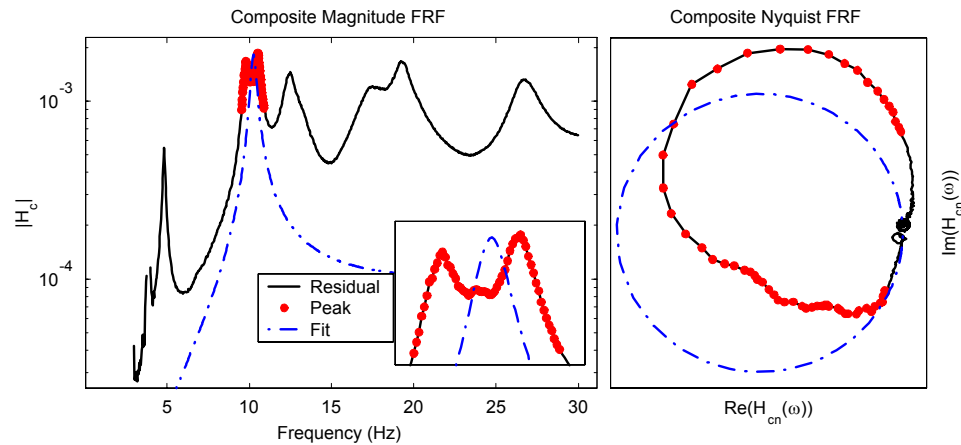 Composite Magnitude FRF
Composite Nyquist FRF
10^-3
10^-4
|H_c|
Residual
Peak
Fit
5
10
15
20
25
30
Frequency (Hz)
Re(H_cn(ω))
Im(H_cn(ω))